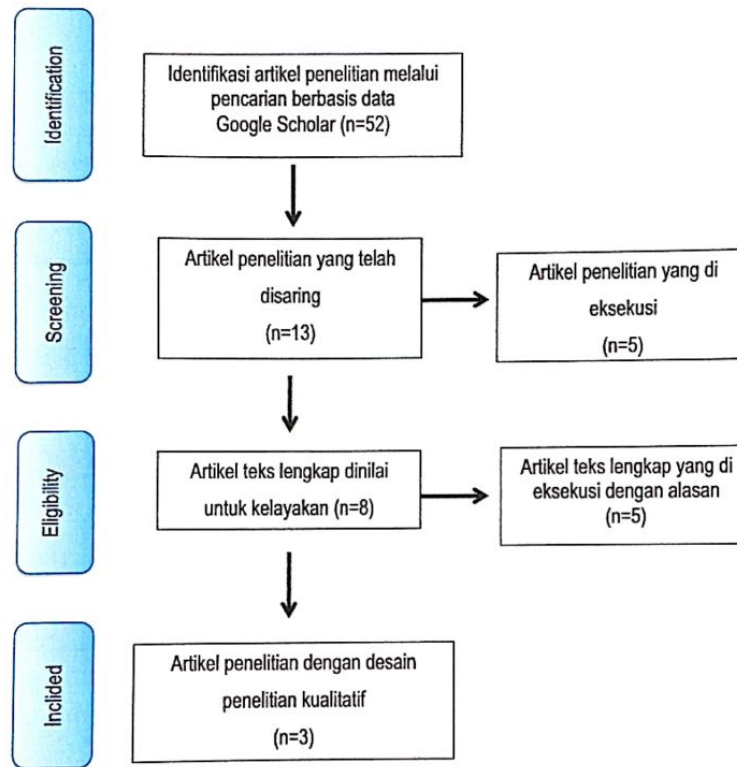 Identification
Identifikasi artikel penelitian melalui
pencarian berbasis data
Google Scholar (n=52)
Screening
Artikel penelitian yang telah
disaring
(n=13)
Artikel penelitian yang di
eksekusi
(n=5)
Eligibility
Artikel teks lengkap dinilai
untuk kelayakan (n=8)
Artikel teks lengkap yang di
eksekusi dengan alasan
(n=5)
Inclided
Artikel penelitian dengan desain
penelitian kualitatif
(n=3)